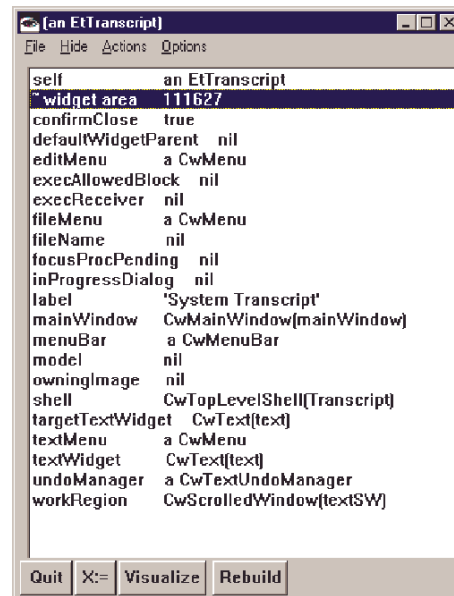 (an EtTranscript)
File Hide Actions Options
self an EtTranscript
~ widget area 111627
confirmClose true
defaultWidgetParent nil
editMenu a CwMenu
execAllowedBlock nil
execReceiver nil
fileMenu a CwMenu
fileName nil
focusProcPending nil
inProgressDialog nil
label 'System Transcript'
mainWindow CwMainWindow(mainWindow)
menuBar a CwMenuBar
model nil
owningImage nil
shell CwTopLevelShell(Transcript)
targetTextWidget CwText(text)
textMenu a CwMenu
textWidget CwText(text)
undoManager a CwTextUndoManager
workRegion CwScrolledWindow(textSW)
Quit X:= Visualize Rebuild